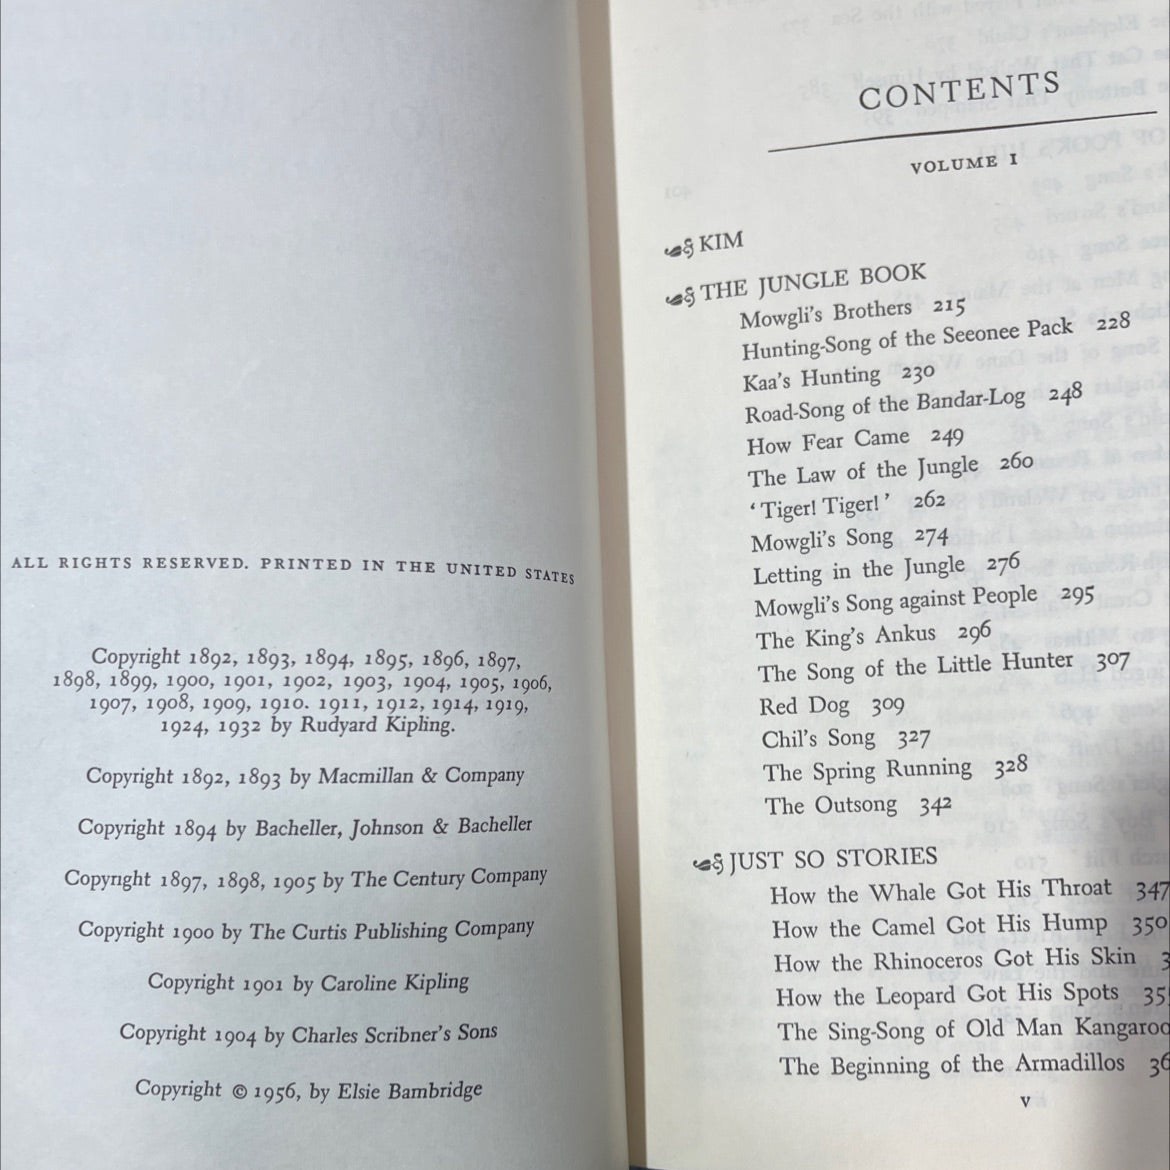 ALL RIGHTS RESERVED. PRINTED IN THE UNITED STATES
Copyright 1892, 1893, 1894, 1895, 1896, 1897,
1898, 1899, 1900, 1901, 1902, 1903, 1904, 1905, 1906,
1907, 1908, 1909, 1910. 1911, 1912, 1914, 1919,
1924, 1932 by Rudyard Kipling.
Copyright 1892, 1893 by Macmillan & Company
Copyright 1894 by Bacheller, Johnson & Bacheller
Copyright 1897, 1898, 1905 by The Century Company
Copyright 1900 by The Curtis Publishing Company
Copyright 1901 by Caroline Kipling
Copyright 1904 by Charles Scribner's Sons
Copyright © 1956, by Elsie Bambridge
CONTENTS
VOLUME I
KIM
THE JUNGLE BOOK
Mowgli's Brothers 215
Hunting-Song of the Seeonee Pack 228
Kaa's Hunting 230
Road-Song of the Bandar-Log 248
How Fear Came 249
The Law of the Jungle 260
'Tiger! Tiger!' 262
Mowgli's Song 274
Letting in the Jungle 276
Mowgli's Song against People 295
The King's Ankus 296
The Song of the Little Hunter 307
Red Dog 309
Chil's Song 327
The Spring Running 328
The Outsong 342
JUST SO STORIES
How the Whale Got His Throat 347
How the Camel Got His Hump 350
How the Rhinoceros Got His Skin 3
How the Leopard Got His Spots 35
The Sing-Song of Old Man Kangaroo
The Beginning of the Armadillos 36
v